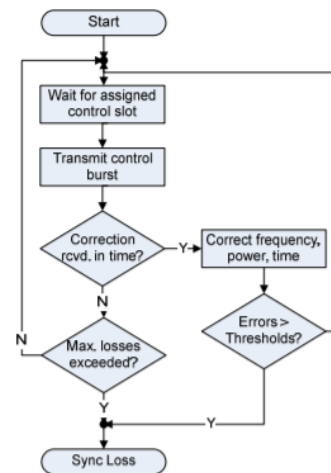 Start
Wait for assigned
control slot
Transmit control
burst
Correction
rcvd. in time?
Y
Correct frequency,
power, time
N
Errors >
Thresholds?
N
Max. losses
exceeded?
Y
Y
Sync Loss